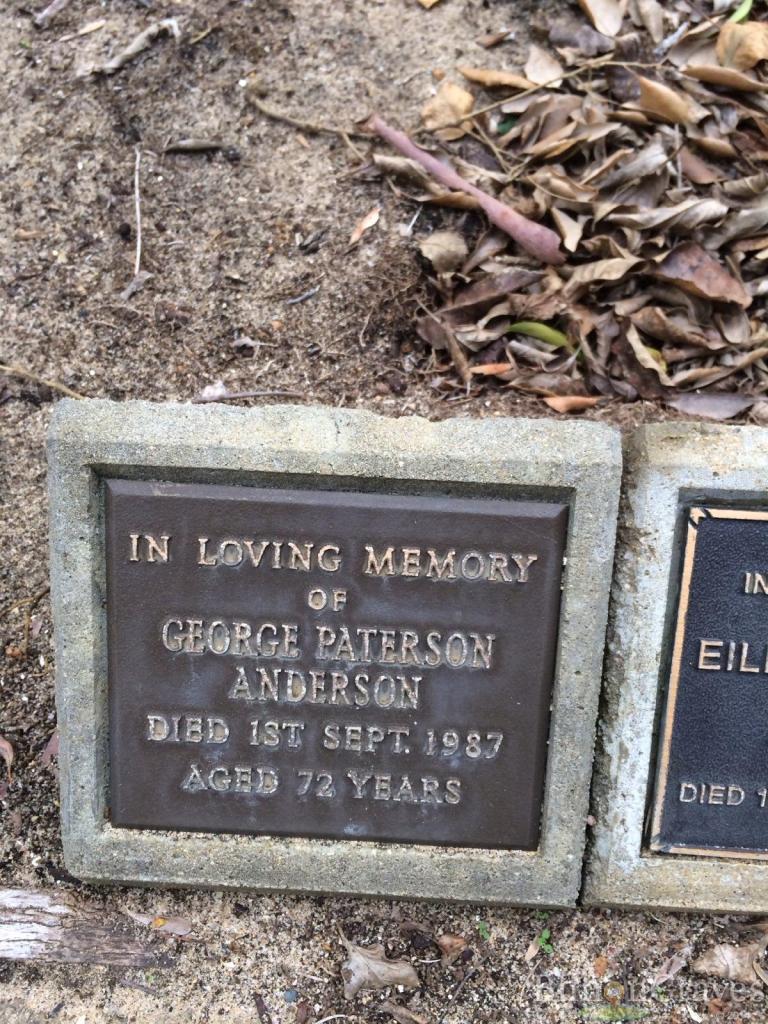 IN LOVING MEMORY
OF
GEORGE PATERSON
ANDERSON
DIED 1ST SEPT. 1987
AGED 72 YEARS
IN
EIL
DIED 1